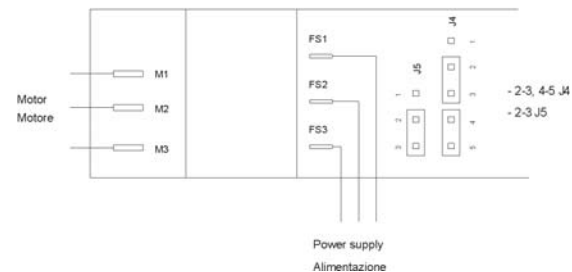 Motor
Motore
M1
M2
M3
FS1
FS2
FS3
J5
1
2
3
J4
1
2
3
4
5
- 2-3, 4-5 J4
- 2-3 J5
Power supply
Alimentazione